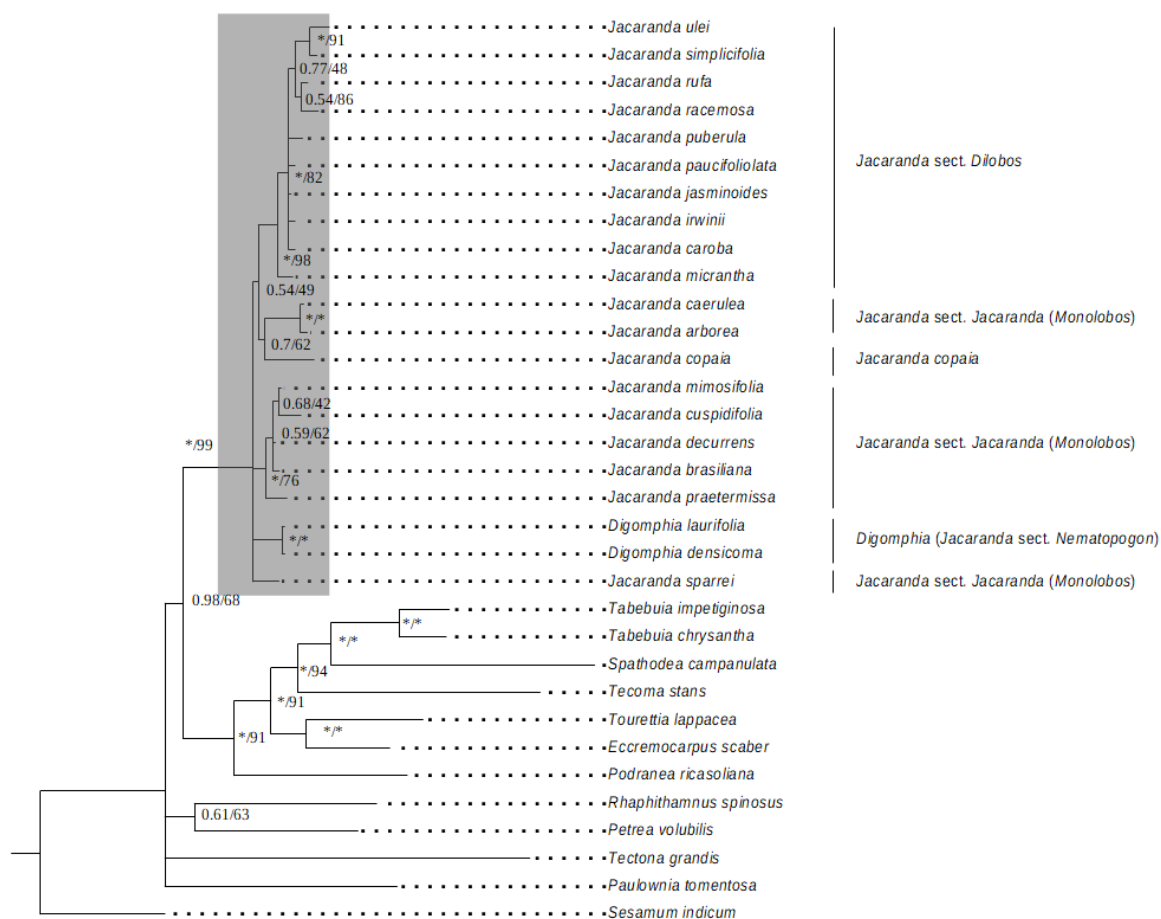 Jacaranda ulei
*/91
Jacaranda simplicifolia
0.77/48
Jacaranda rufa
0.54/86
Jacaranda racemosa
Jacaranda puberula
Jacaranda sect. Dilobos
Jacaranda paucifoliolata
*/82
Jacaranda jasminoides
Jacaranda irwinii
Jacaranda caroba
*/98
Jacaranda micrantha
0.54/49
Jacaranda caerulea
*/*
Jacaranda sect. Jacaranda (Monolobos)
Jacaranda arborea
0.7/62
Jacaranda copaia
Jacaranda copaia
Jacaranda mimosifolia
0.68/42
Jacaranda cuspidifolia
0.59/62
*/99
Jacaranda decurrens
Jacaranda sect. Jacaranda (Monolobos)
Jacaranda brasiliana
*/76
Jacaranda praetermissa
Digomphia laurifolia
*/*
Digomphia (Jacaranda sect. Nematopogon)
Digomphia densicoma
Jacaranda sparrei
Jacaranda sect. Jacaranda (Monolobos)
0.98/68
Tabebuia impetiginosa
*/*
Tabebuia chrysantha
*/*
Spathodea campanulata
*/94
Tecoma stans
*/91
Tourettia lappacea
*/*
*/91
Eccremocarpus scaber
Podranea ricasoliana
Rhaphithamnus spinosus
0.61/63
Petrea volubilis
Tectona grandis
Paulownia tomentosa
Sesamum indicum